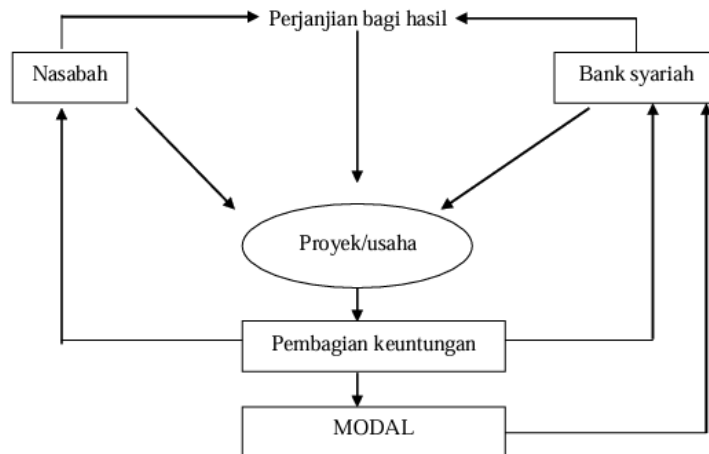 Perjanjian bagi hasil
Nasabah
Bank syariah
Proyek/usaha
Pembagian keuntungan
MODAL